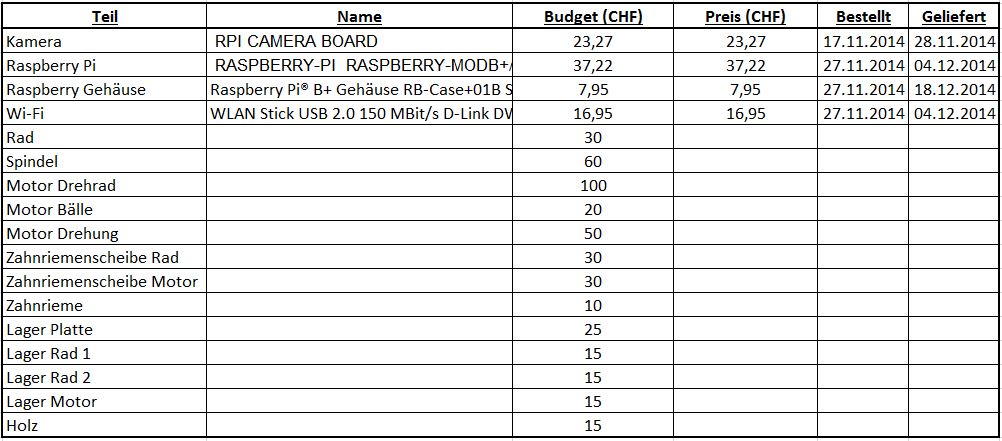 Teil Name Budget (CHF) Preis (CHF) Bestellt Geliefert
Kamera RPI CAMERA BOARD 23,27 23,27 17.11.2014 28.11.2014
Raspberry Pi RASPBERRY-PI RASPBERRY-MODB+/ 37,22 37,22 27.11.2014 04.12.2014
Raspberry Gehäuse Raspberry Pi® B+ Gehäuse RB-Case+01B S 7,95 7,95 27.11.2014 18.12.2014
Wi-Fi WLAN Stick USB 2.0 150 MBit/s D-Link DW 16,95 16,95 27.11.2014 04.12.2014
Rad 30
Spindel 60
Motor Drehrad 100
Motor Bälle 20
Motor Drehung 50
Zahnriemenscheibe Rad 30
Zahnriemenscheibe Motor 30
Zahnrieme 10
Lager Platte 25
Lager Rad 1 15
Lager Rad 2 15
Lager Motor 15
Holz 15